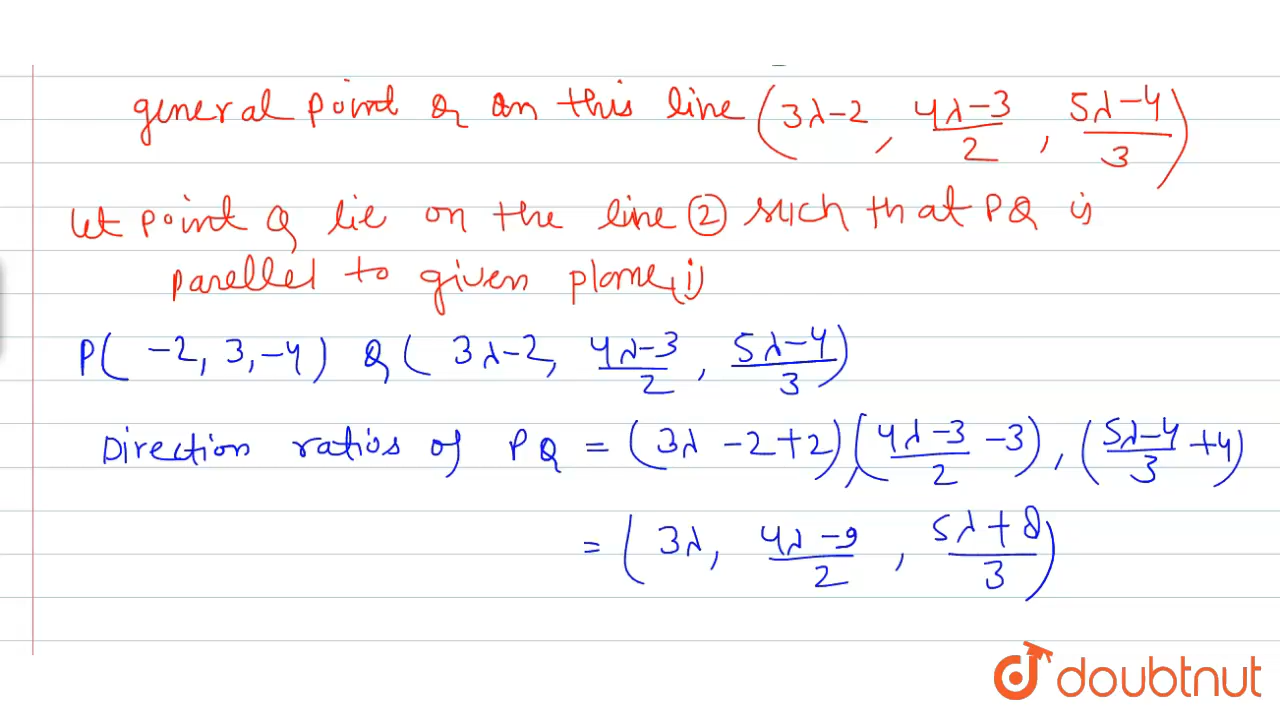 general point Q on this line (3λ-2, 4λ-3/2, 5λ-4/3)
let point Q lie on the line ② such that PQ is
parellel to given plane (i)
P( -2, 3, -4) Q( 3λ-2, 4λ-3/2, 5λ-4/3)
Direction ratios of PQ = (3λ -2+2), (4λ-3/2 -3), (5λ-4/3 +4)
= (3λ, 4λ-9/2, 5λ+8/3)
doubtnut